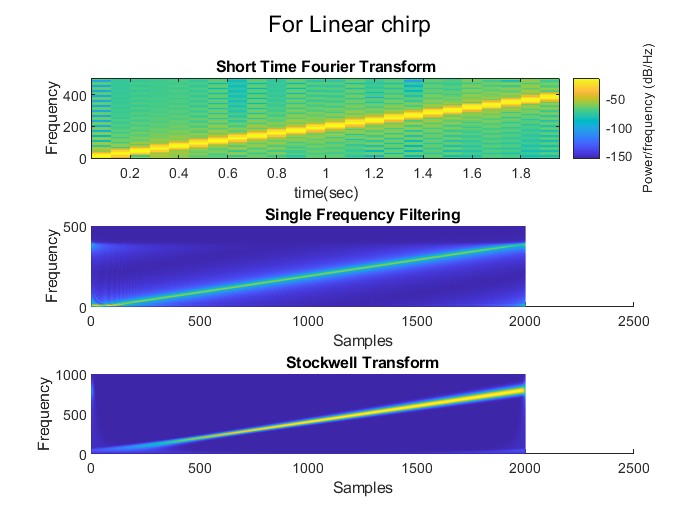 For Linear chirp
Short Time Fourier Transform
Frequency
400
200
0
0.2 0.4 0.6 0.8 1 1.2 1.4 1.6 1.8
time(sec)
-50
-100
-150
Power/frequency (dB/Hz)
Single Frequency Filtering
Frequency
500
0
0 500 1000 1500 2000 2500
Samples
Stockwell Transform
Frequency
1000
500
0
0 500 1000 1500 2000 2500
Samples